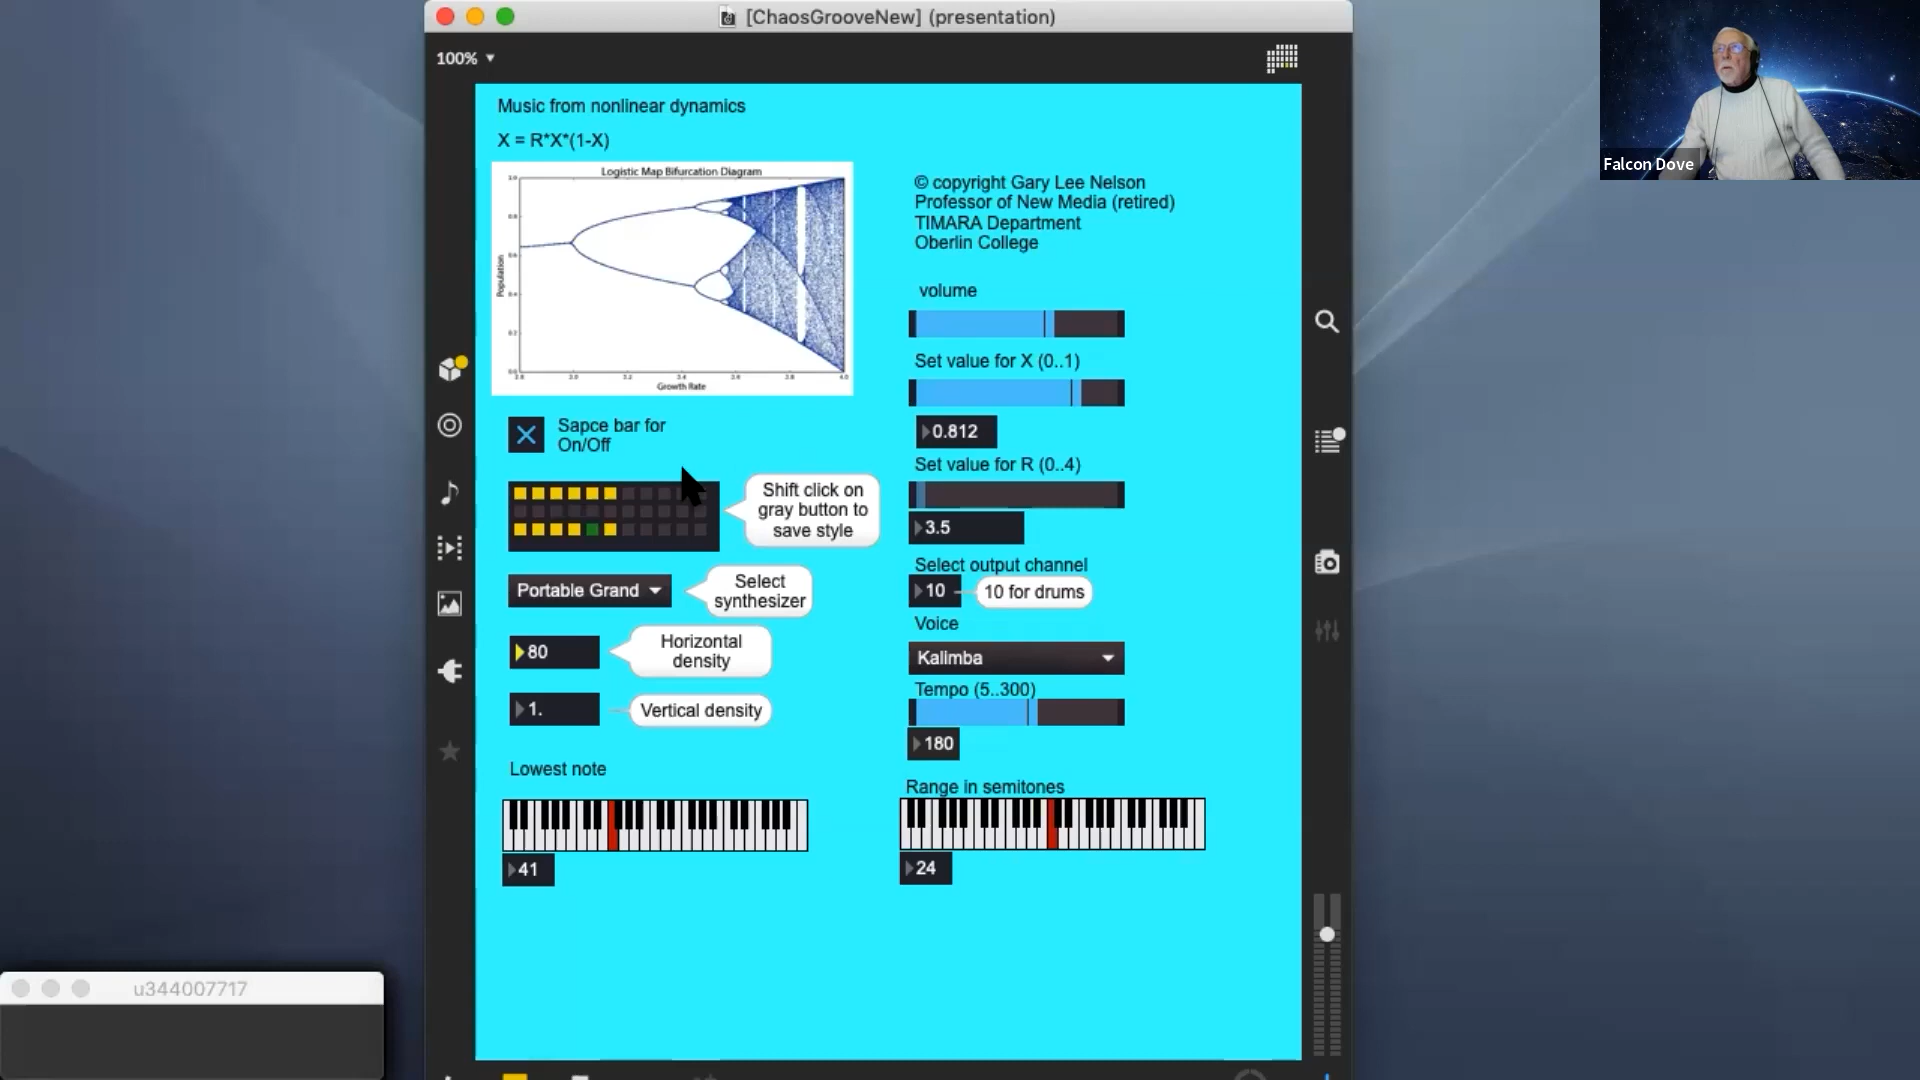 [ChaosGrooveNew] (presentation)
100%
Music from nonlinear dynamics
X = R*X*(1-X)
Logistic Map Bifurcation Diagram
Population
Growth Rate
Sapce bar for
On/Off
Shift click on
gray button to
save style
Portable Grand
Select
synthesizer
80
Horizontal
density
1.
Vertical density
Lowest note
41
© copyright Gary Lee Nelson
Professor of New Media (retired)
TIMARA Department
Oberlin College
volume
Set value for X (0..1)
0.812
Set value for R (0..4)
3.5
Select output channel
10
10 for drums
Voice
Kalimba
Tempo (5..300)
180
Range in semitones
24
Falcon Dove
u344007717